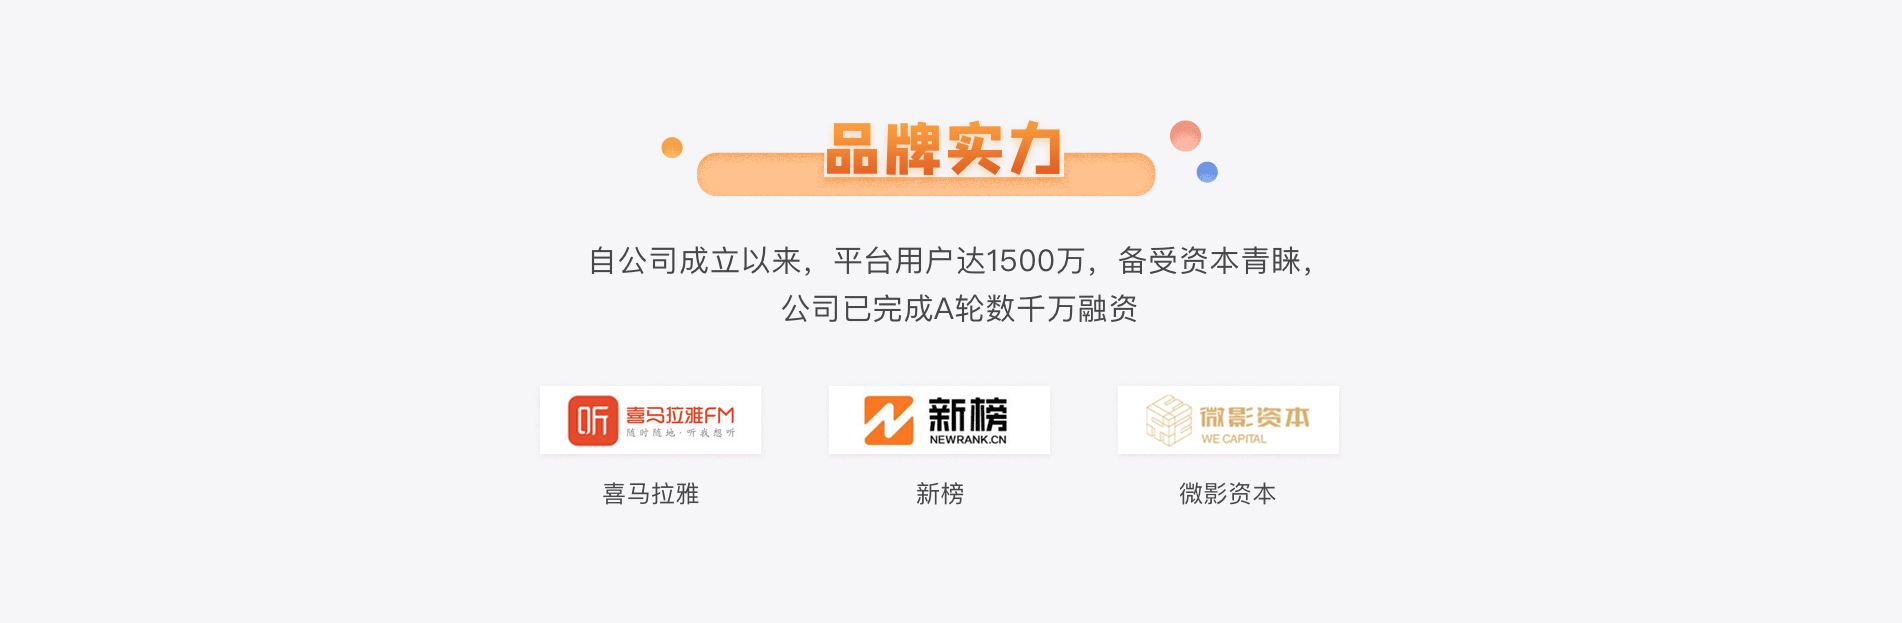 品牌实力
自公司成立以来，平台用户达1500万，备受资本青睐，
公司已完成A轮数千万融资
听
喜马拉雅FM
随时随地·听我想听
新榜
NEWRANK.CN
微影资本
WE CAPITAL
喜马拉雅
新榜
微影资本